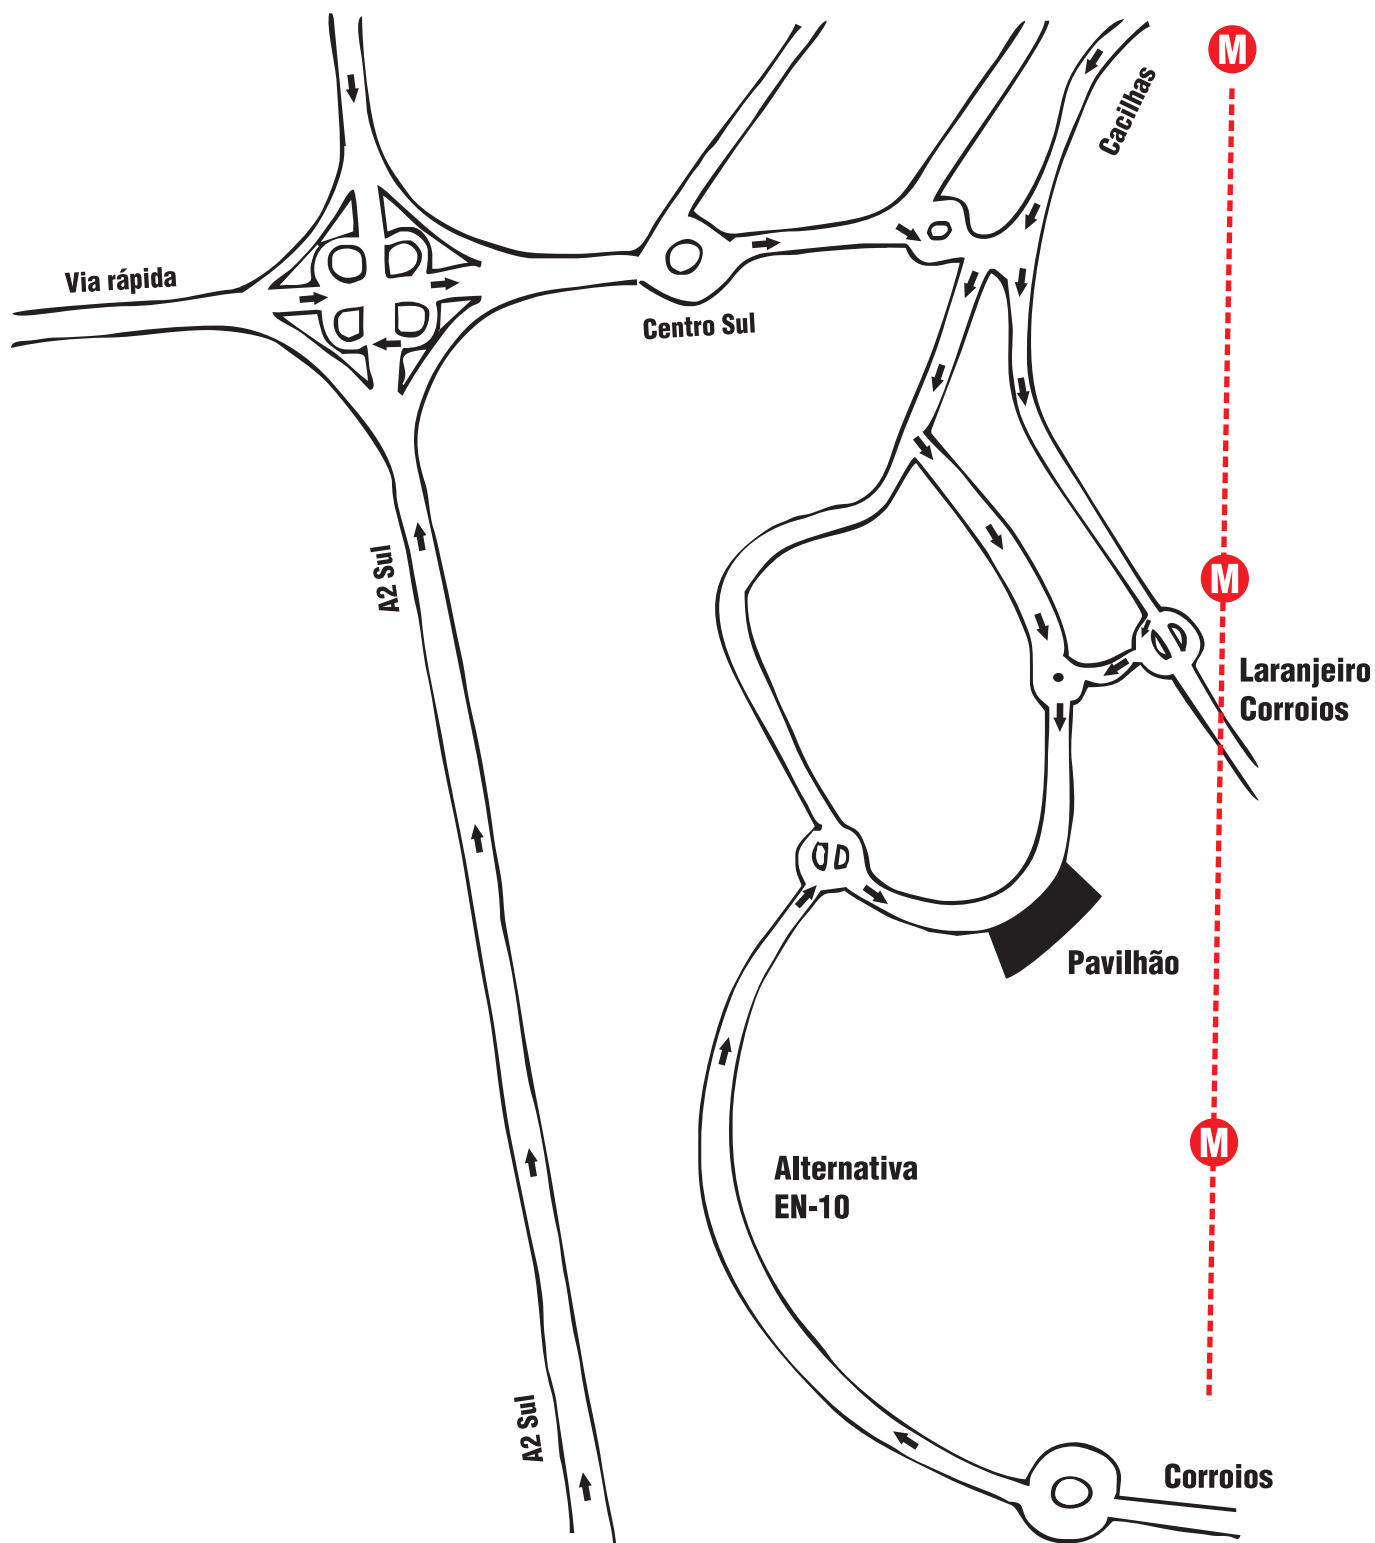 M
Cacilhas
Via rápida
Centro Sul
A2 Sul
M
Laranjeiro
Corroios
Pavilhão
M
Alternativa
EN-10
A2 Sul
Corroios